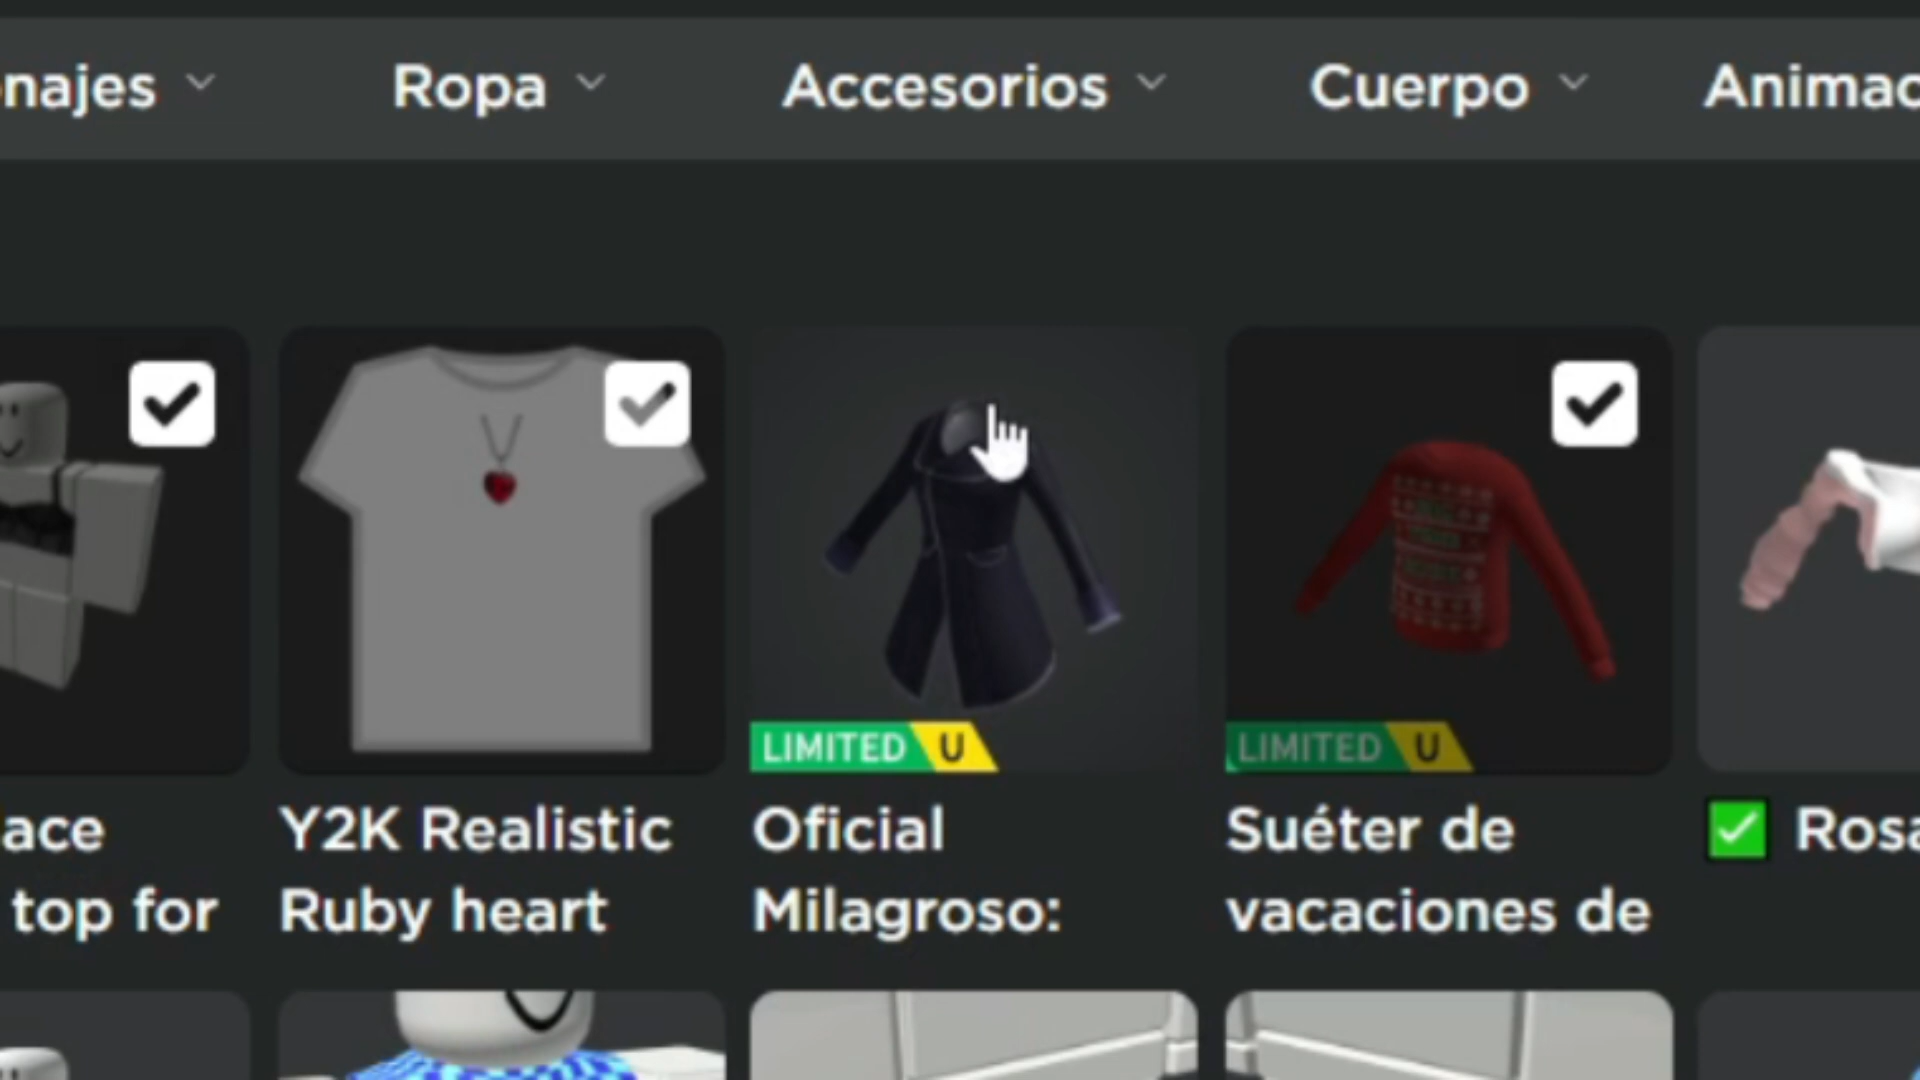 najes Ropa Accesorios Cuerpo Animac
LIMITED U LIMITED U
ace Y2K Realistic Oficial Suéter de Rosa
top for Ruby heart Milagroso: vacaciones de